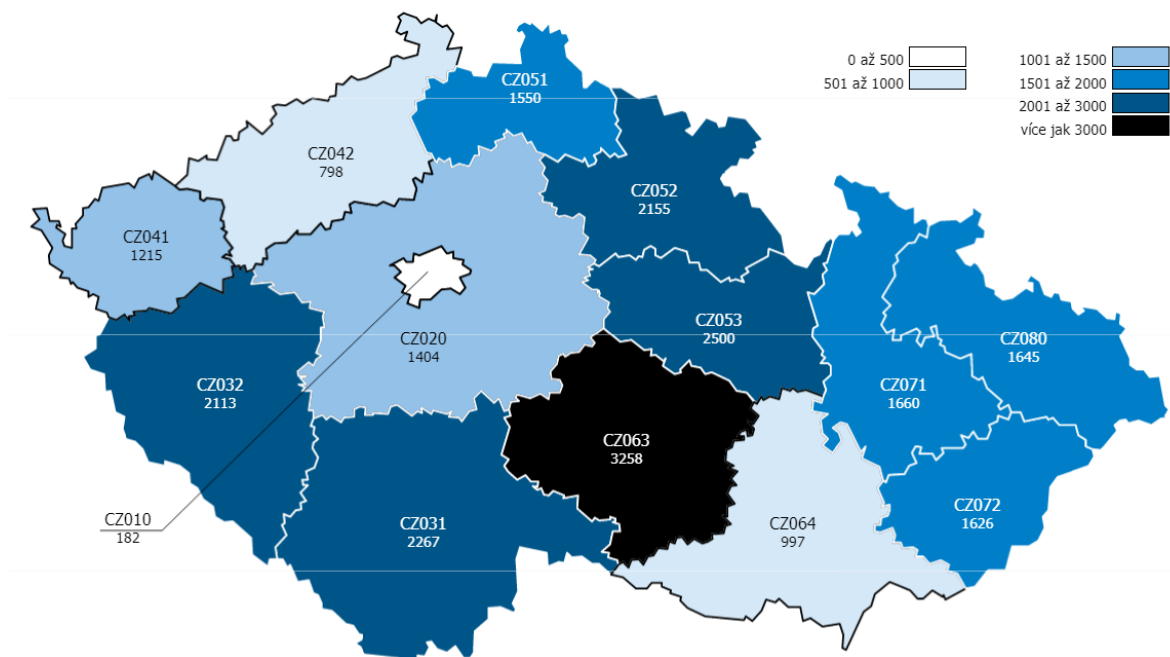 0 až 500
501 až 1000
1001 až 1500
1501 až 2000
2001 až 3000
více jak 3000
CZ051
1550
CZ042
798
CZ052
2155
CZ041
1215
CZ053
2500
CZ020
1404
CZ080
1645
CZ032
2113
CZ071
1660
CZ063
3258
CZ072
1626
CZ010
182
CZ031
2267
CZ064
997